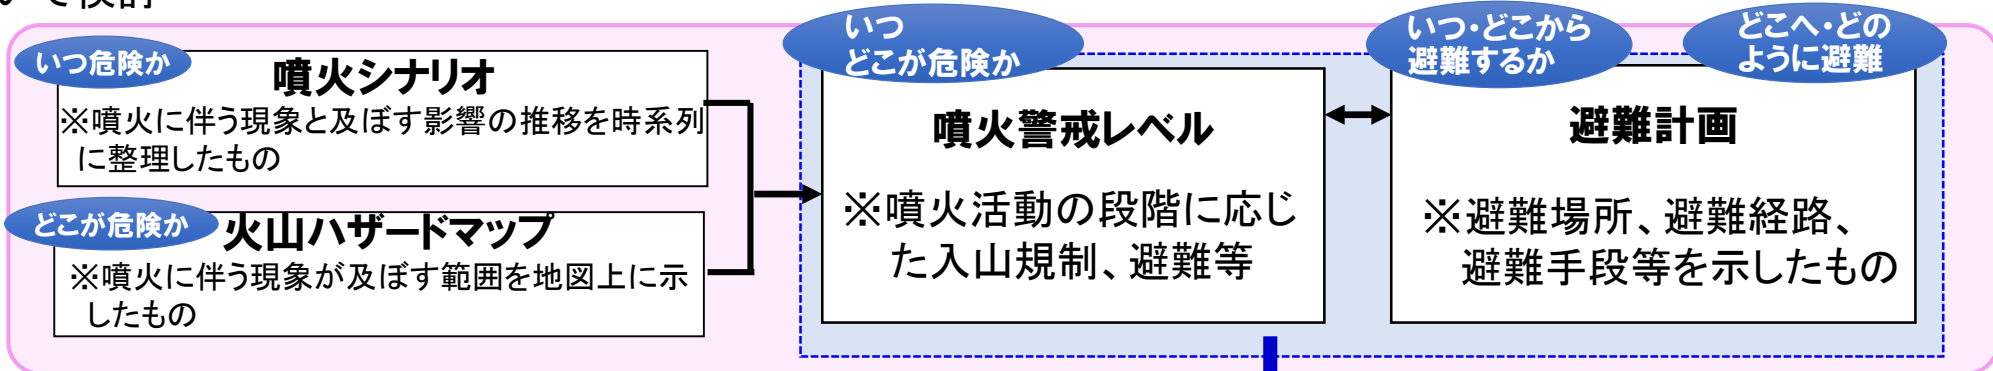 いつ危険か
噴火シナリオ
※噴火に伴う現象と及ぼす影響の推移を時系列
に整理したもの
どこが危険か
火山ハザードマップ
※噴火に伴う現象が及ぼす範囲を地図上に示
したもの
いつ
どこが危険か
噴火警戒レベル
※噴火活動の段階に応じ
た入山規制、避難等
いつ・どこから
避難するか
どこへ・どの
ように避難
避難計画
※避難場所、避難経路、
避難手段等を示したもの